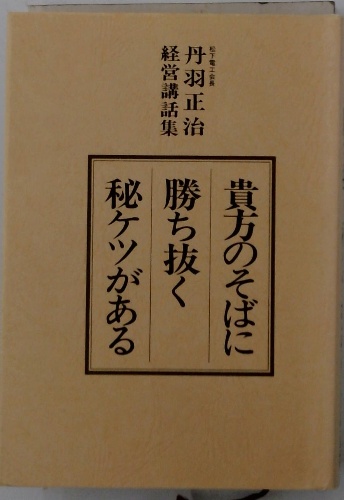 松下電工会長
丹羽正治
経営講話集
貴方のそばに
勝ち抜く
秘ケツがある